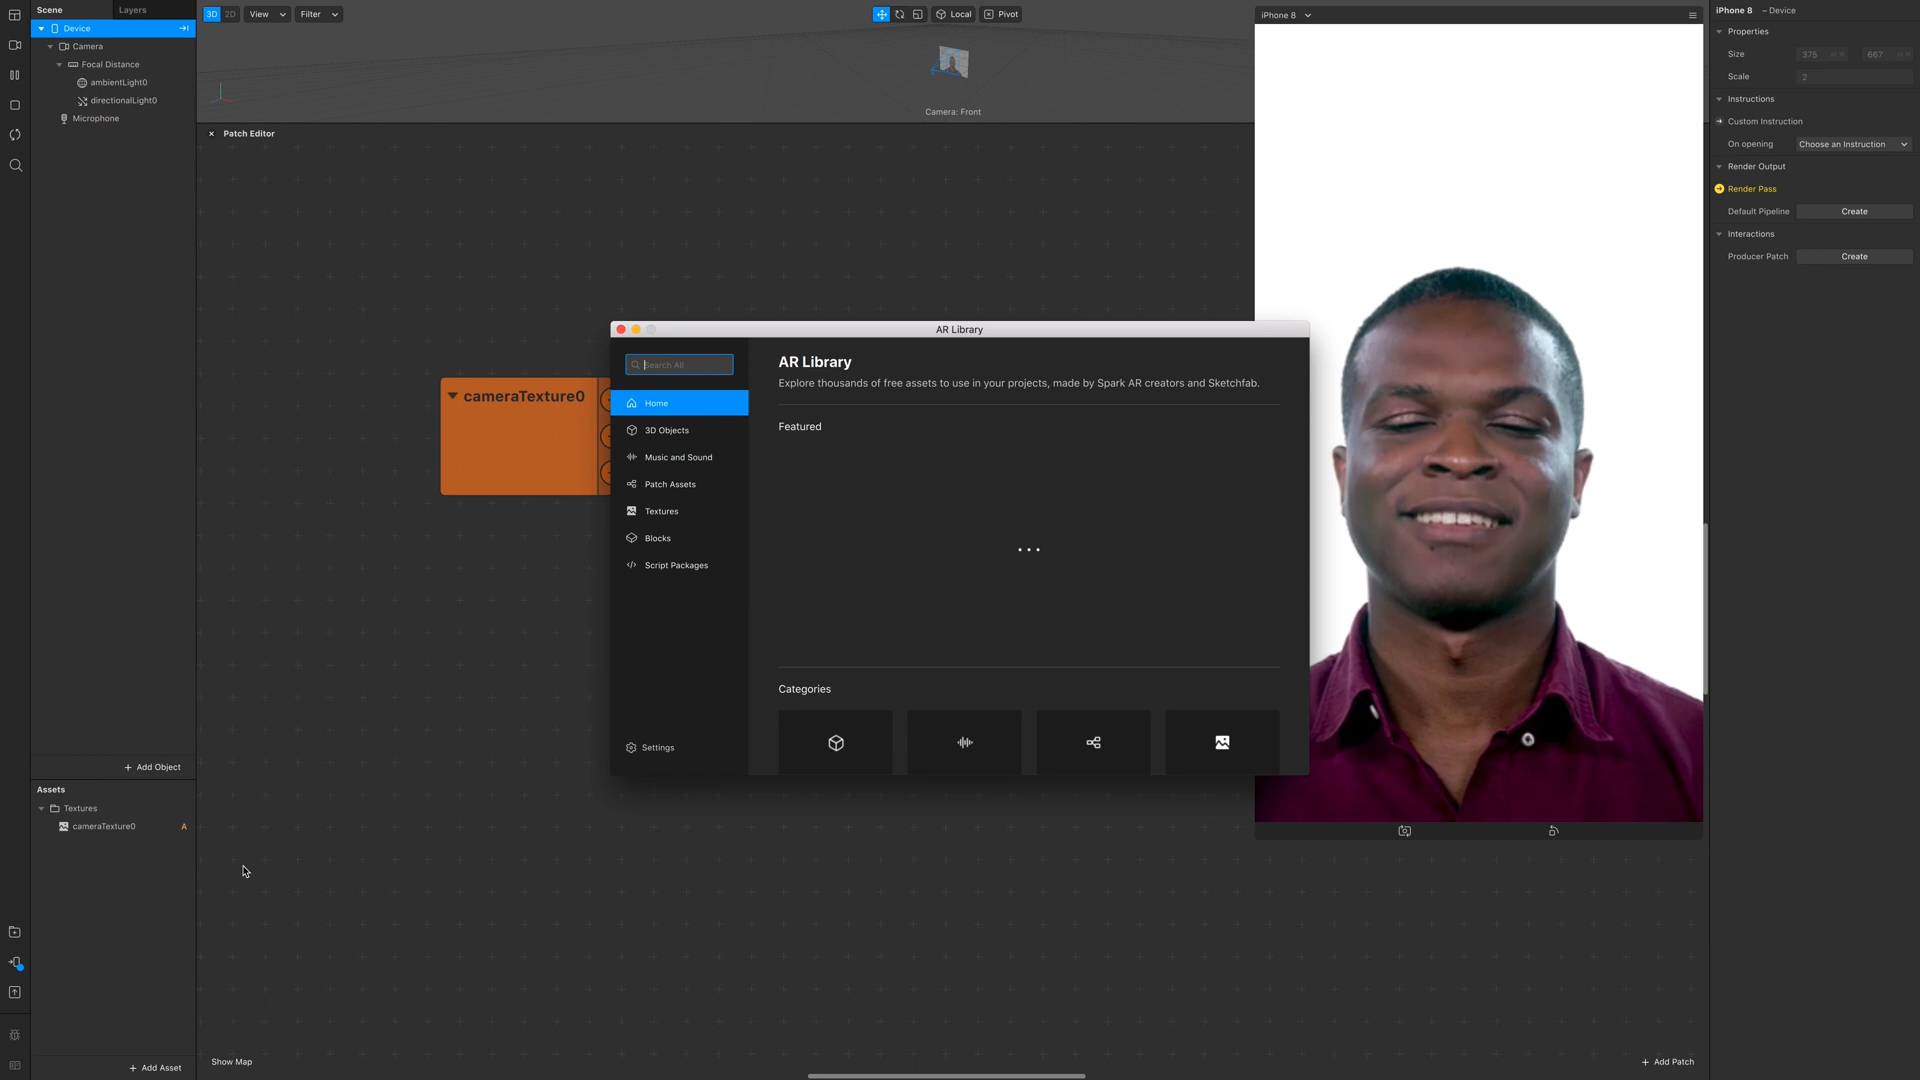 Scene
Layers
Device
Camera
Focal Distance
ambientLight0
directionalLight0
Microphone
Add Object
Assets
Textures
cameraTexture0 A
Add Asset
3D 2D View Filter
Local Pivot
Camera: Front
Patch Editor
cameraTexture0
Show Map
Add Patch
AR Library
Search All
Home
3D Objects
Music and Sound
Patch Assets
Textures
Blocks
Script Packages
Settings
AR Library
Explore thousands of free assets to use in your projects, made by Spark AR creators and Sketchfab.
Featured
Categories
iPhone 8
iPhone 8 – Device
Properties
Size 375 667
Scale 2
Instructions
Custom Instruction
On opening Choose an Instruction
Render Output
Render Pass
Default Pipeline Create
Interactions
Producer Patch Create